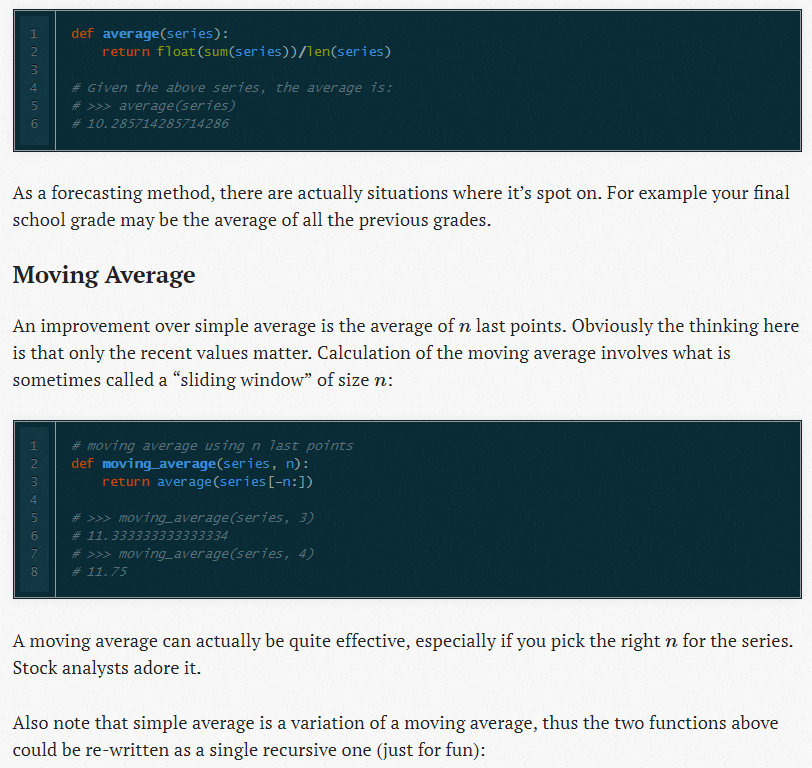 1 def average(series):
2     return float(sum(series))/len(series)
3
4 # Given the above series, the average is:
5 # >>> average(series)
6 # 10.285714285714286
As a forecasting method, there are actually situations where it’s spot on. For example your final
school grade may be the average of all the previous grades.
Moving Average
An improvement over simple average is the average of n last points. Obviously the thinking here
is that only the recent values matter. Calculation of the moving average involves what is
sometimes called a “sliding window” of size n:
1 # moving average using n last points
2 def moving_average(series, n):
3     return average(series[-n:])
4
5 # >>> moving_average(series, 3)
6 # 11.333333333333334
7 # >>> moving_average(series, 4)
8 # 11.75
A moving average can actually be quite effective, especially if you pick the right n for the series.
Stock analysts adore it.
Also note that simple average is a variation of a moving average, thus the two functions above
could be re-written as a single recursive one (just for fun):